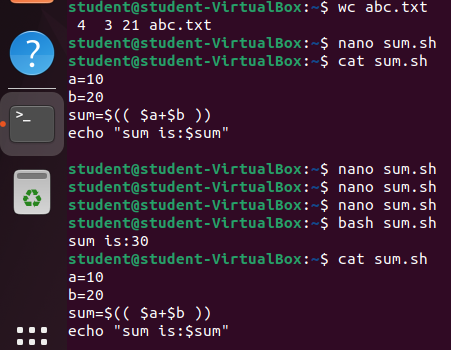 student@student-VirtualBox:~$ wc abc.txt
 4  3 21 abc.txt
student@student-VirtualBox:~$ nano sum.sh
student@student-VirtualBox:~$ cat sum.sh
a=10
b=20
sum=$(( $a+$b ))
echo "sum is:$sum"

student@student-VirtualBox:~$ nano sum.sh
student@student-VirtualBox:~$ nano sum.sh
student@student-VirtualBox:~$ nano sum.sh
student@student-VirtualBox:~$ bash sum.sh
sum is:30
student@student-VirtualBox:~$ cat sum.sh
a=10
b=20
sum=$(( $a+$b ))
echo "sum is:$sum"